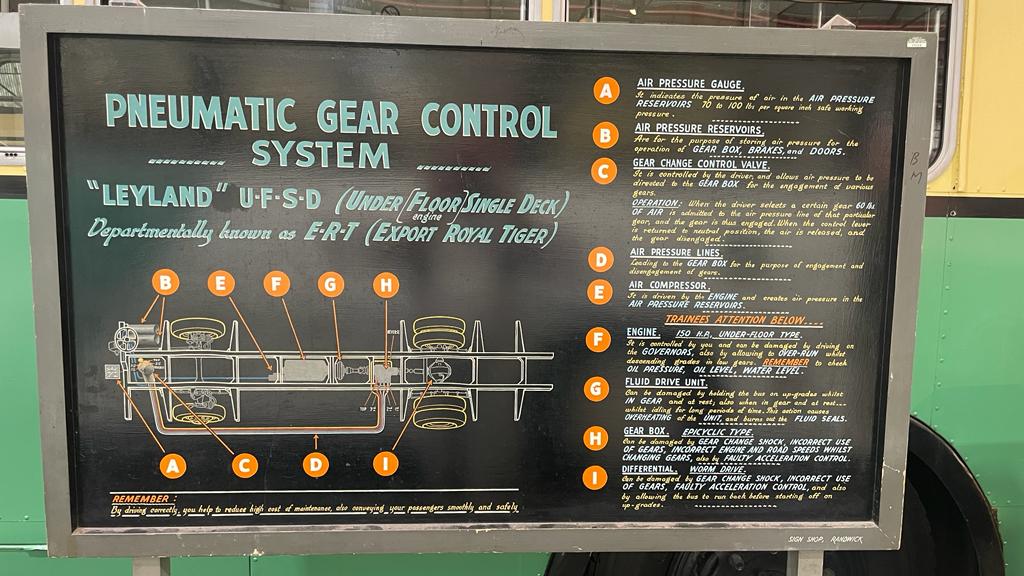 PNEUMATIC GEAR CONTROL
SYSTEM
"LEYLAND" U·F·S·D (UNDER [FLOOR] SINGLE DECK)
engine
Departmentally known as E·R·T (EXPORT ROYAL TIGER)
B E F G H
A C D I
REMEMBER :
By driving correctly, you help to reduce high cost of maintenance, also conveying your passengers smoothly and safely.
A AIR PRESSURE GAUGE.
It indicates the pressure of air in the AIR PRESSURE
RESERVOIRS 70 to 100 lbs per square inch safe working
pressure.
B AIR PRESSURE RESERVOIRS.
Are for the purpose of storing air pressure for the
operation of GEAR BOX, BRAKES, and DOORS.
C GEAR CHANGE CONTROL VALVE.
It is controlled by the driver, and allows air pressure to be
directed to the GEAR BOX for the engagement of various
gears.
OPERATION: When the driver selects a certain gear 60 lbs
OF AIR is admitted to the air pressure line of that particular
gear, and the gear is thus engaged. When the control lever
is returned to neutral position, the air is released, and
the gear disengaged.
D AIR PRESSURE LINES.
Leading to the GEAR BOX for the purpose of engagement and
disengagement of gears.
E AIR COMPRESSOR.
It is driven by the ENGINE and creates air pressure in the
AIR PRESSURE RESERVOIRS.
TRAINEES ATTENTION BELOW
F ENGINE. 150 H.P. UNDER-FLOOR TYPE
It is controlled by you and can be damaged by driving on
the GOVERNORS, also by allowing to OVER-RUN whilst
descending grades in low gears. REMEMBER to check
OIL PRESSURE, OIL LEVEL, WATER LEVEL.
G FLUID DRIVE UNIT.
Can be damaged by holding the bus on up-grades whilst
IN GEAR and at rest, also when in gear and at rest
whilst idling for long periods of time. This action causes
OVERHEATING of the UNIT, and burns out the FLUID SEALS.
H GEAR BOX. EPICYCLIC TYPE.
Can be damaged by GEAR CHANGE SHOCK, INCORRECT USE
OF GEARS, INCORRECT ENGINE AND ROAD SPEEDS WHILST
CHANGING GEARS, also by FAULTY ACCELERATION CONTROL.
I DIFFERENTIAL. WORM DRIVE.
Can be damaged by GEAR CHANGE SHOCK, INCORRECT USE
OF GEARS, FAULTY ACCELERATION CONTROL, and also
by allowing the bus to run back before starting off on
up-grades.
B
M
SIGN SHOP, RANDWICK